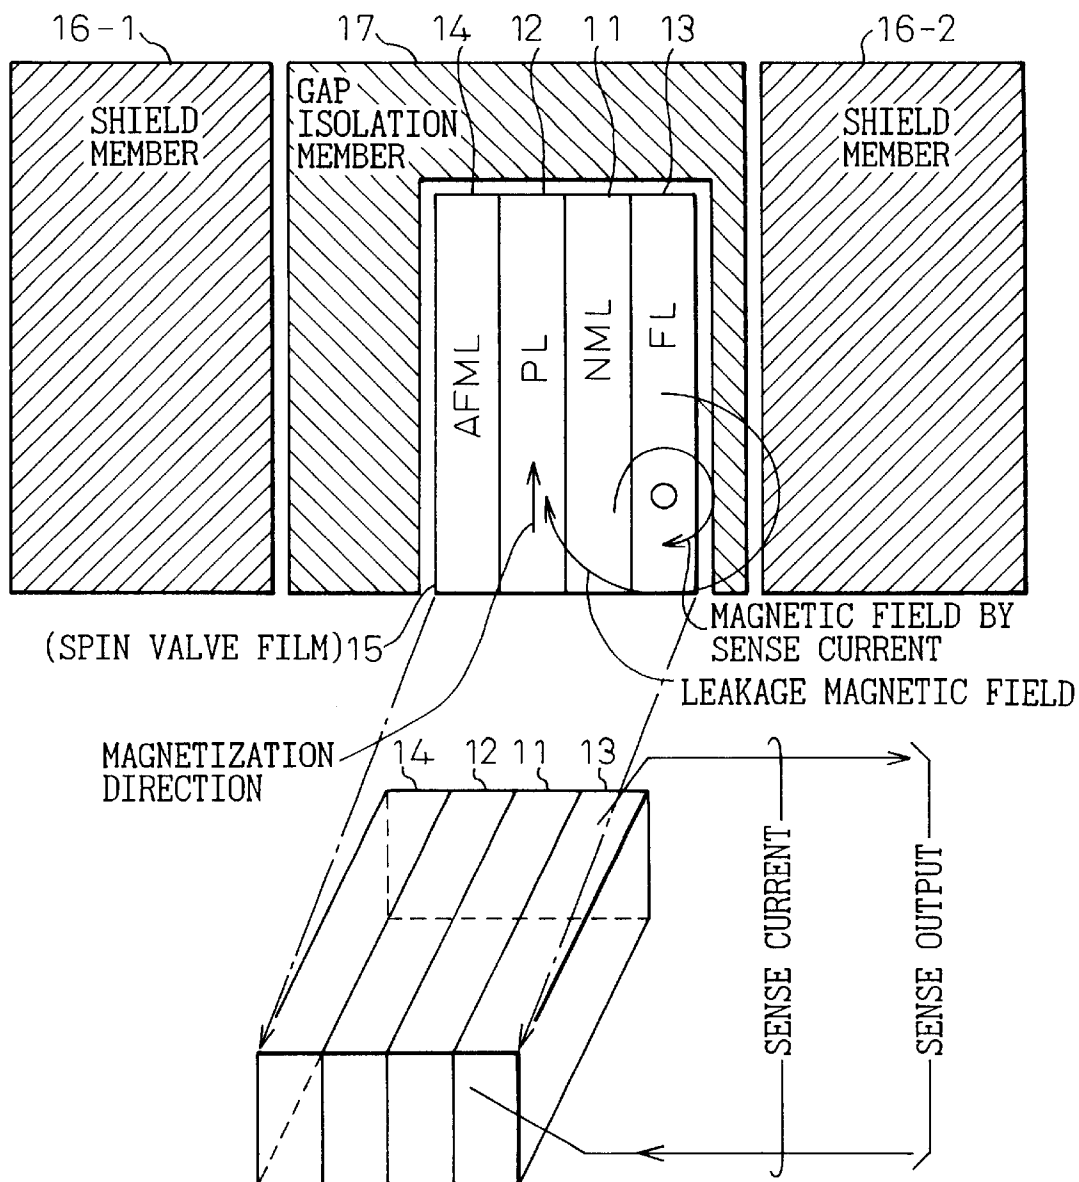 16-1
17
14
12
11
13
16-2
SHIELD
MEMBER
GAP
ISOLATION
MEMBER
SHIELD
MEMBER
AFML
PL
NML
FL
(SPIN VALVE FILM)15
MAGNETIC FIELD BY
SENSE CURRENT
LEAKAGE MAGNETIC FIELD
MAGNETIZATION
DIRECTION
14
12
11
13
SENSE CURRENT
SENSE OUTPUT